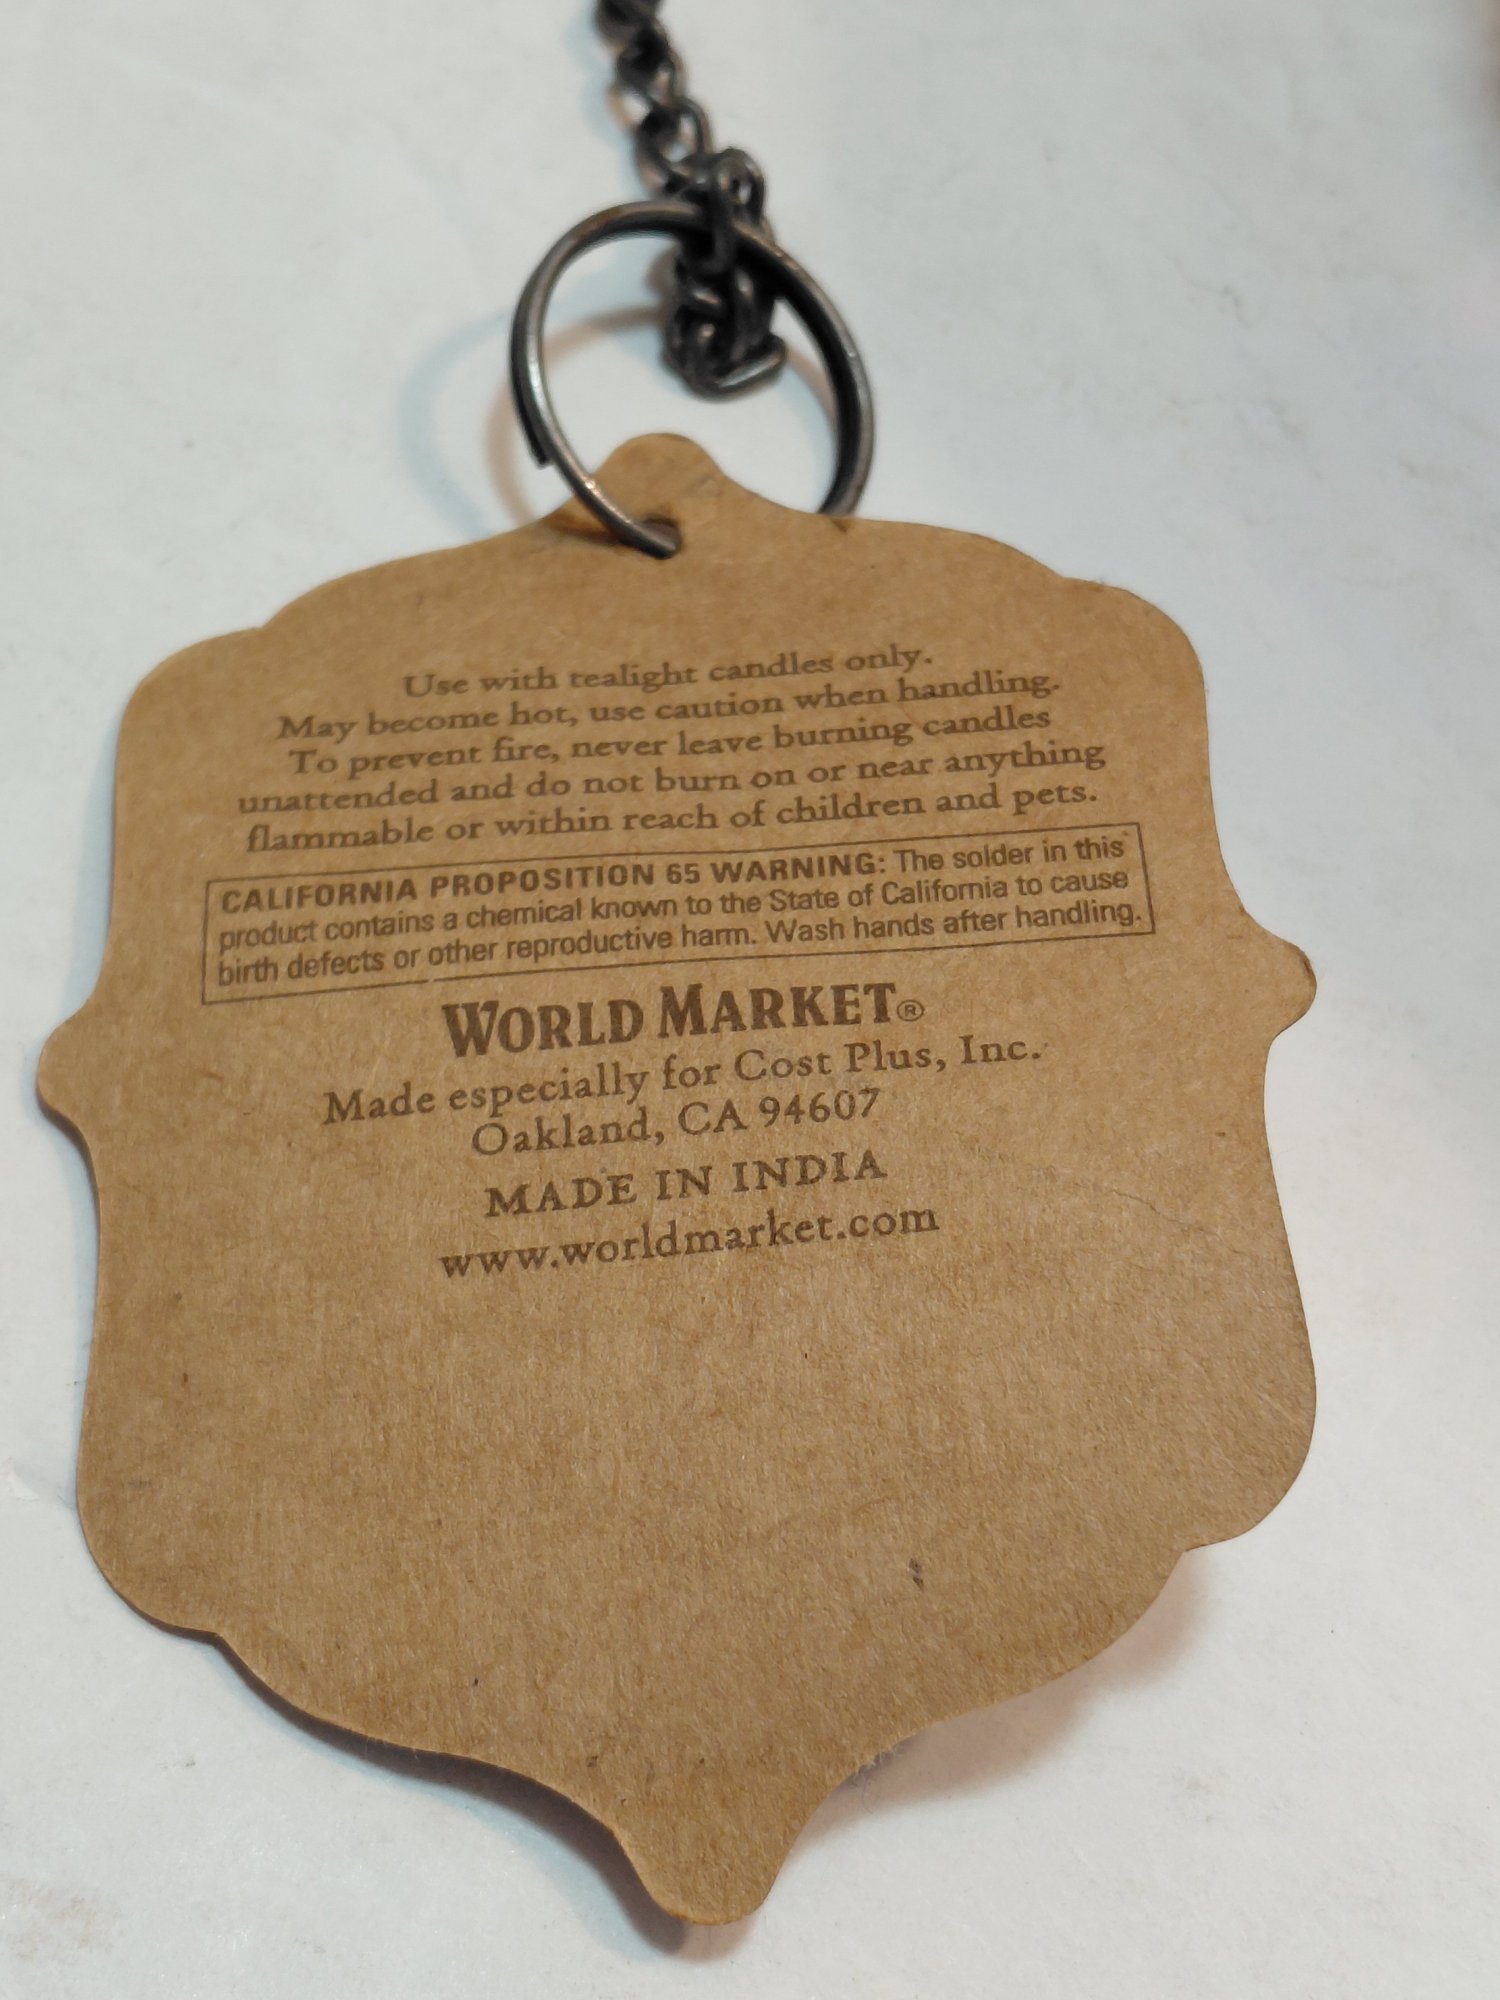 Use with tealight candles only.
May become hot, use caution when handling.
To prevent fire, never leave burning candles
unattended and do not burn on or near anything
flammable or within reach of children and pets.
CALIFORNIA PROPOSITION 65 WARNING: The solder in this
product contains a chemical known to the State of California to cause
birth defects or other reproductive harm. Wash hands after handling.
WORLD MARKET®
Made especially for Cost Plus, Inc.
Oakland, CA 94607
MADE IN INDIA
www.worldmarket.com